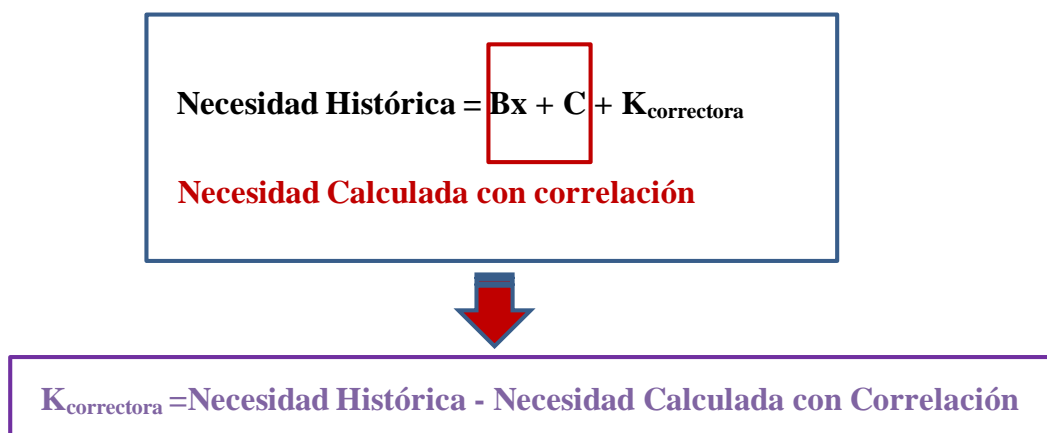 Necesidad Histórica = Bx + C + Kcorrectora
Necesidad Calculada con correlación
Kcorrectora =Necesidad Histórica - Necesidad Calculada con Correlación